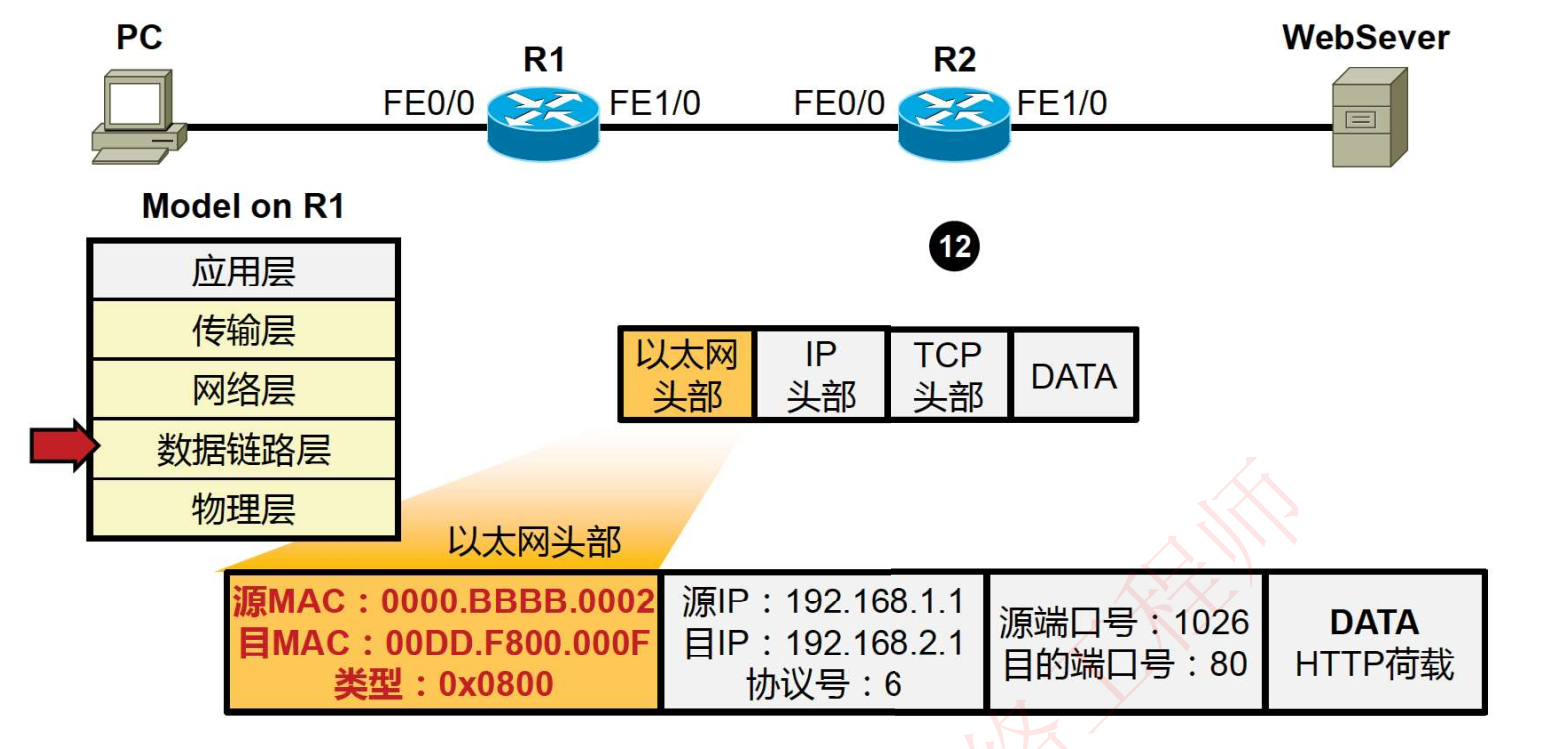 PC
R1
R2
WebSever
FE0/0
FE1/0
FE0/0
FE1/0
Model on R1
应用层
传输层
网络层
数据链路层
物理层
12
以太网
头部
IP
头部
TCP
头部
DATA
以太网头部
源MAC：0000.BBBB.0002
目MAC：00DD.F800.000F
类型：0x0800
源IP：192.168.1.1
目IP：192.168.2.1
协议号：6
源端口号：1026
目的端口号：80
DATA
HTTP荷载
络工程师